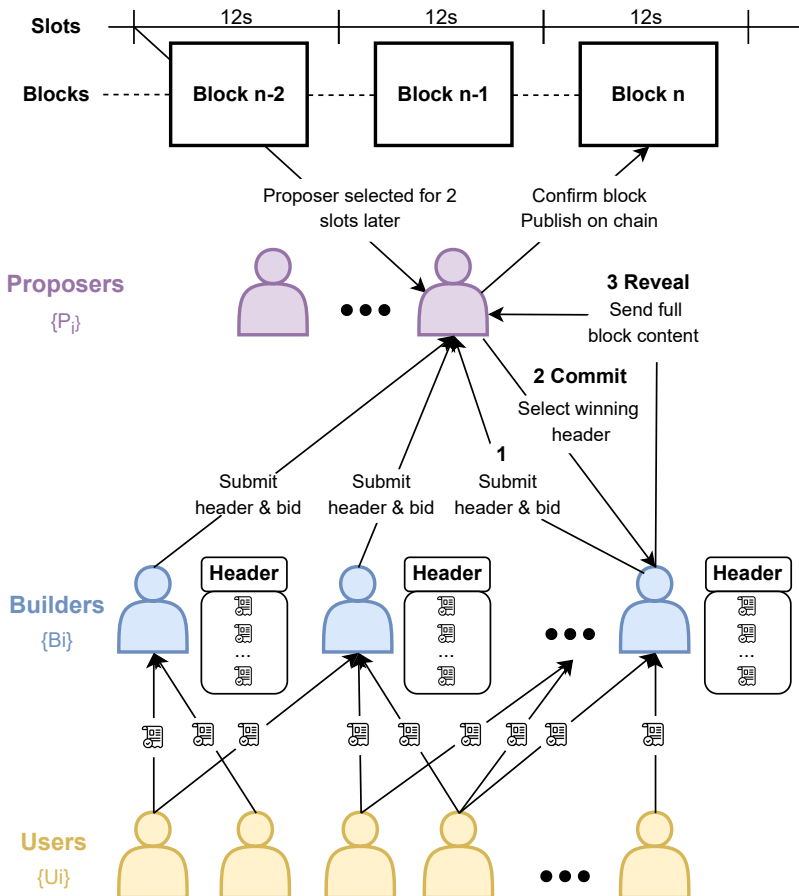 Slots
12s
12s
12s
Blocks
Block n-2
Block n-1
Block n
Proposer selected for 2
slots later
Confirm block
Publish on chain
Proposers
{Pi}
3 Reveal
Send full
block content
2 Commit
Select winning
header
1
Submit
header & bid
Submit
header & bid
Submit
header & bid
Builders
{Bi}
Header
...
Header
...
Header
...
Users
{Ui}